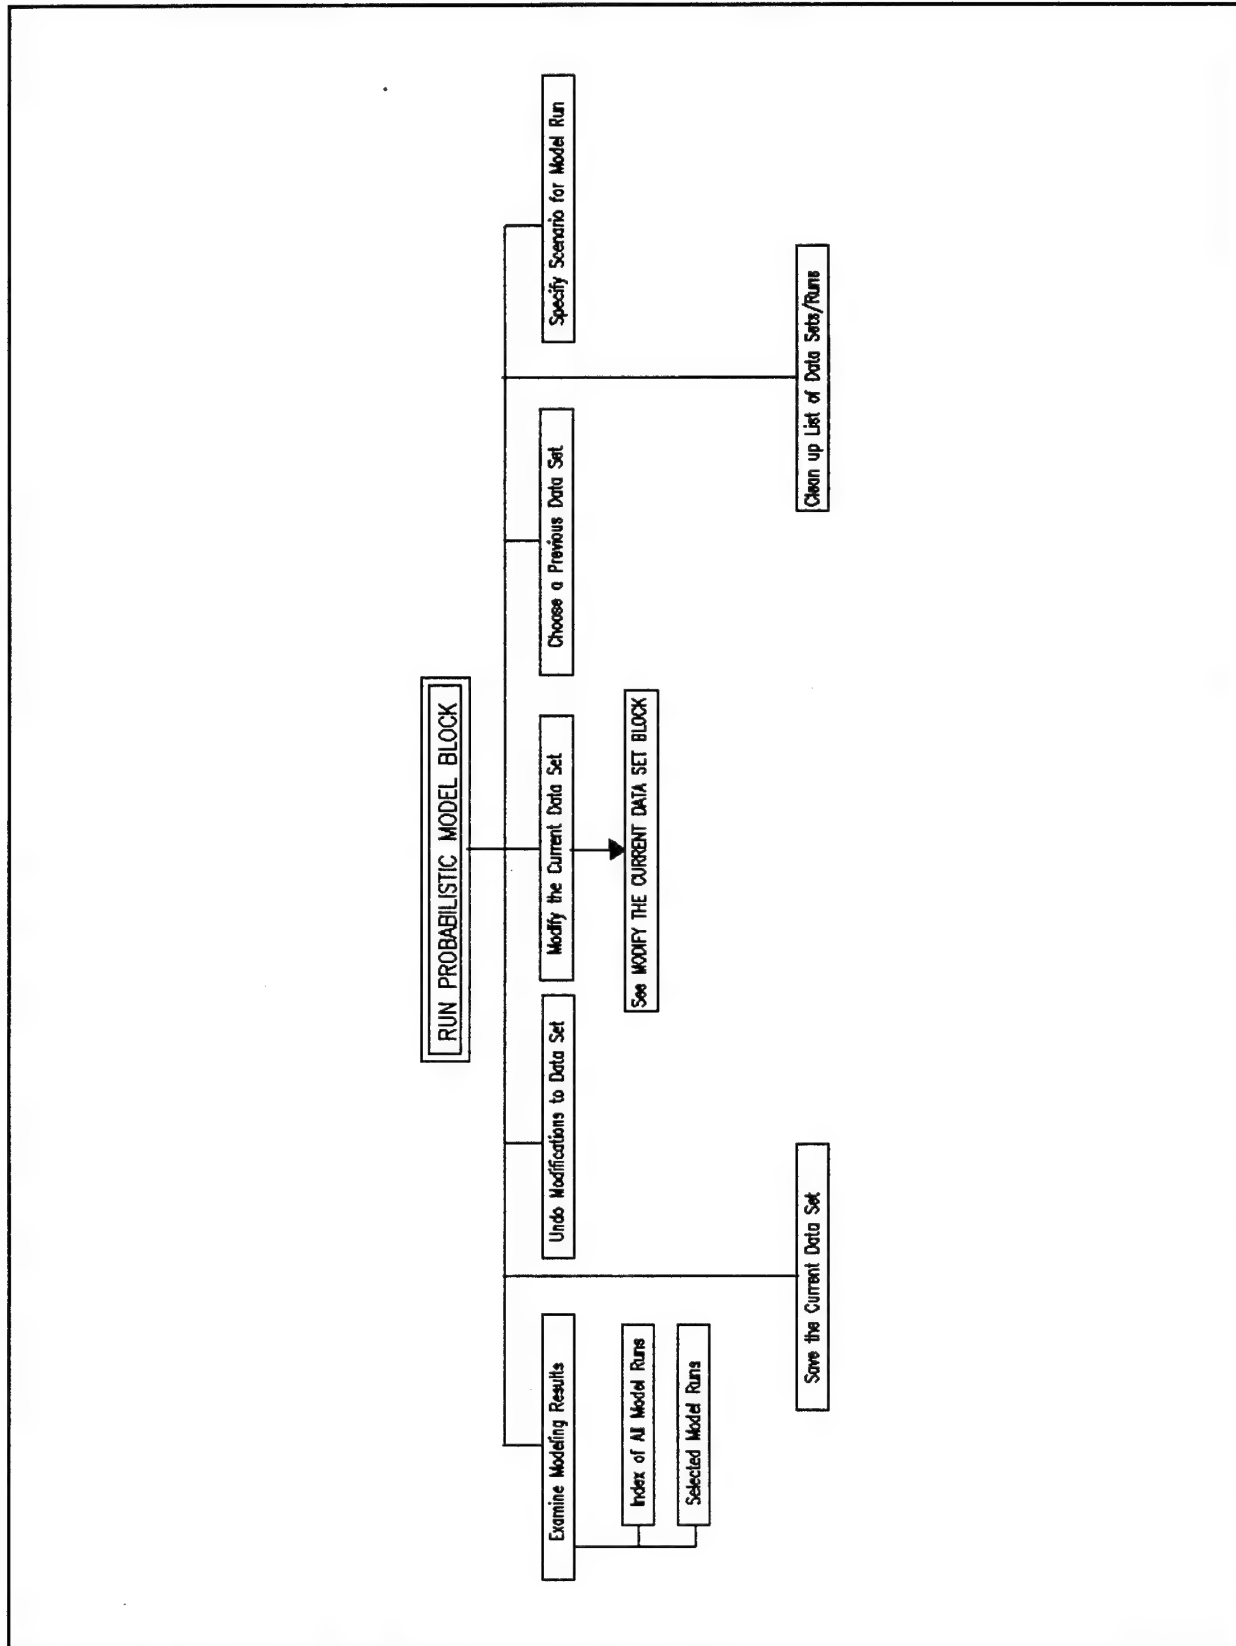 RUN PROBABILISTIC MODEL BLOCK
Examine Modeling Results
Undo Modifications to Data Set
Modify the Current Data Set
Choose a Previous Data Set
Specify Scenario for Model Run
Index of All Model Runs
Selected Model Runs
See MODIFY THE CURRENT DATA SET BLOCK
Save the Current Data Set
Clean up List of Data Sets/Runs